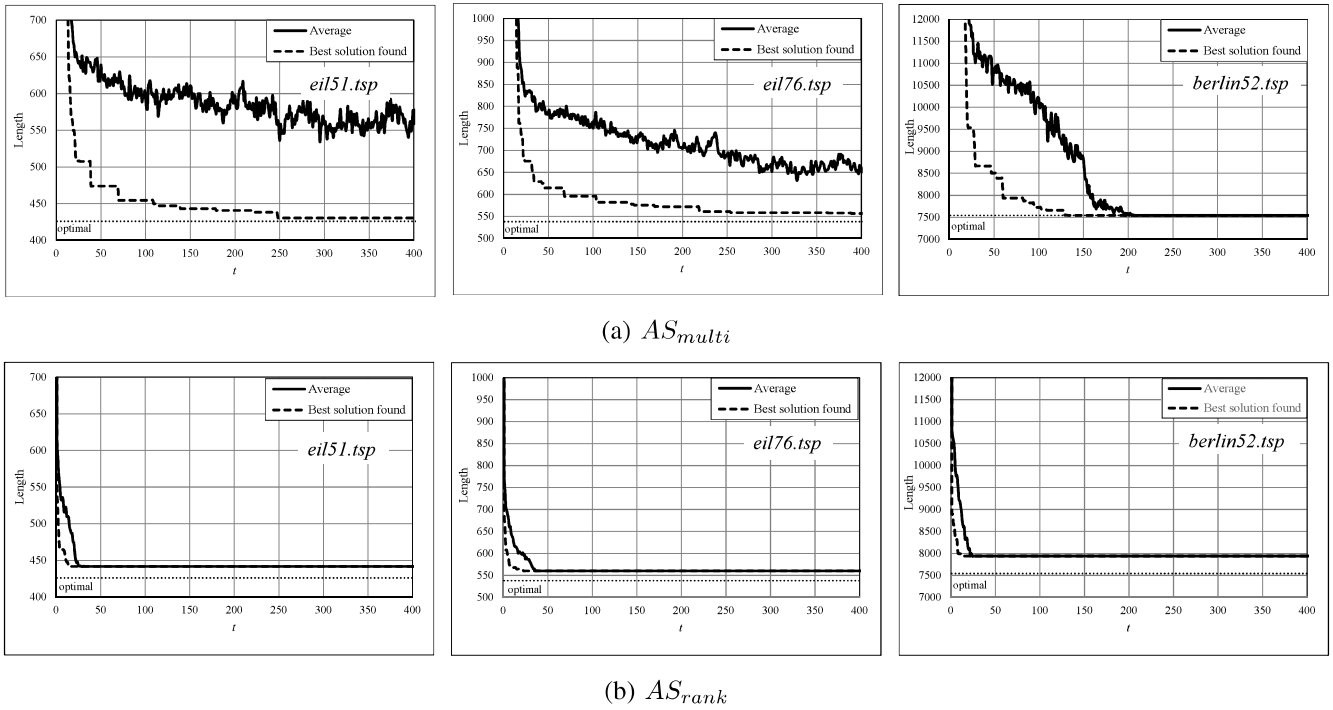 700
650
600
550
500
450
400
Length
Average
Best solution found
eil51.tsp
optimal
0 50 100 150 200 250 300 350 400
t
1000
950
900
850
800
750
700
650
600
550
500
Length
Average
Best solution found
eil76.tsp
optimal
0 50 100 150 200 250 300 350 400
t
12000
11500
11000
10500
10000
9500
9000
8500
8000
7500
7000
Length
Average
Best solution found
berlin52.tsp
optimal
0 50 100 150 200 250 300 350 400
t
(a) AS_multi
700
650
600
550
500
450
400
Length
Average
Best solution found
eil51.tsp
optimal
0 50 100 150 200 250 300 350 400
t
1000
950
900
850
800
750
700
650
600
550
500
Length
Average
Best solution found
eil76.tsp
optimal
0 50 100 150 200 250 300 350 400
t
12000
11500
11000
10500
10000
9500
9000
8500
8000
7500
7000
Length
Average
Best solution found
berlin52.tsp
optimal
0 50 100 150 200 250 300 350 400
t
(b) AS_rank